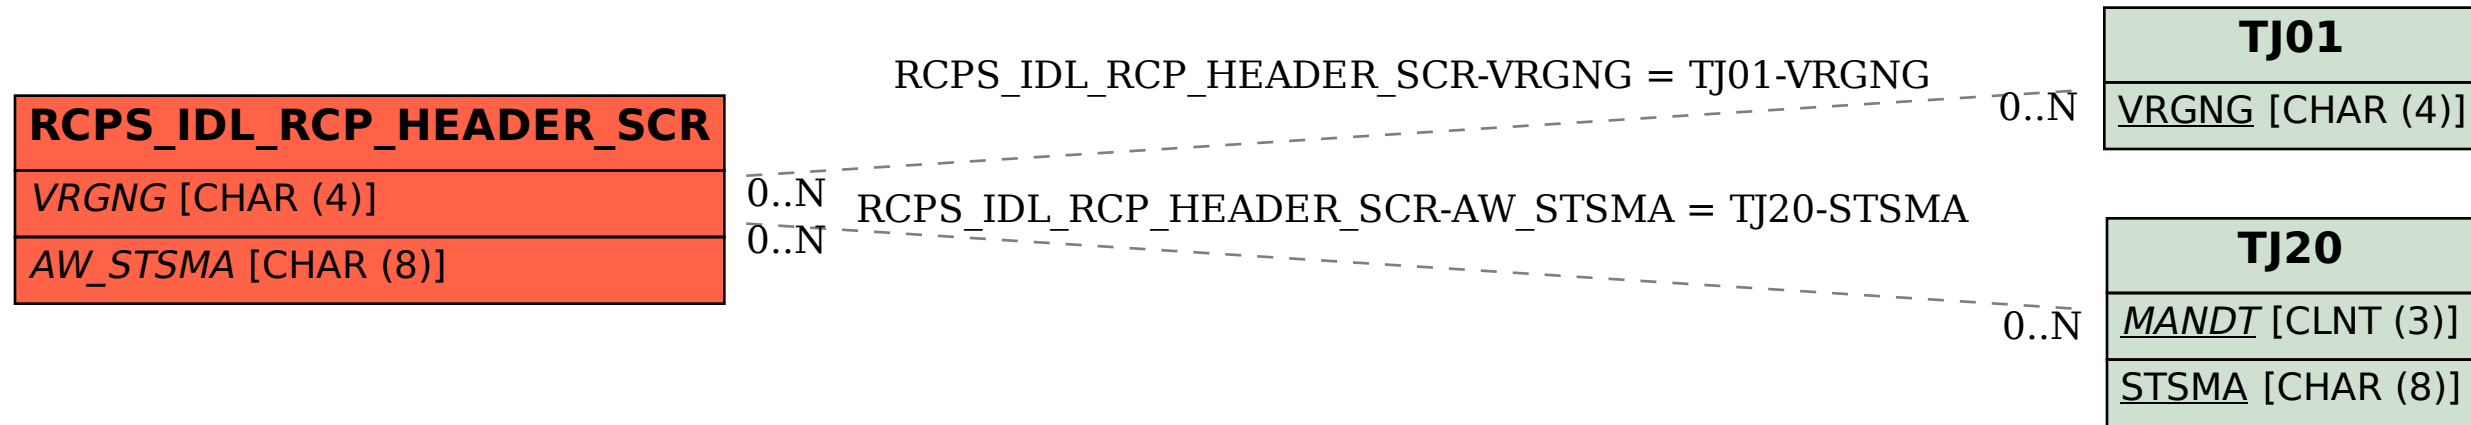 RCPS_IDL_RCP_HEADER_SCR
VRGNG [CHAR (4)]
AW_STSMA [CHAR (8)]
RCPS_IDL_RCP_HEADER_SCR-VRGNG = TJ01-VRGNG
0..N
0..N
RCPS_IDL_RCP_HEADER_SCR-AW_STSMA = TJ20-STSMA
0..N
0..N
TJ01
VRGNG [CHAR (4)]
TJ20
MANDT [CLNT (3)]
STSMA [CHAR (8)]